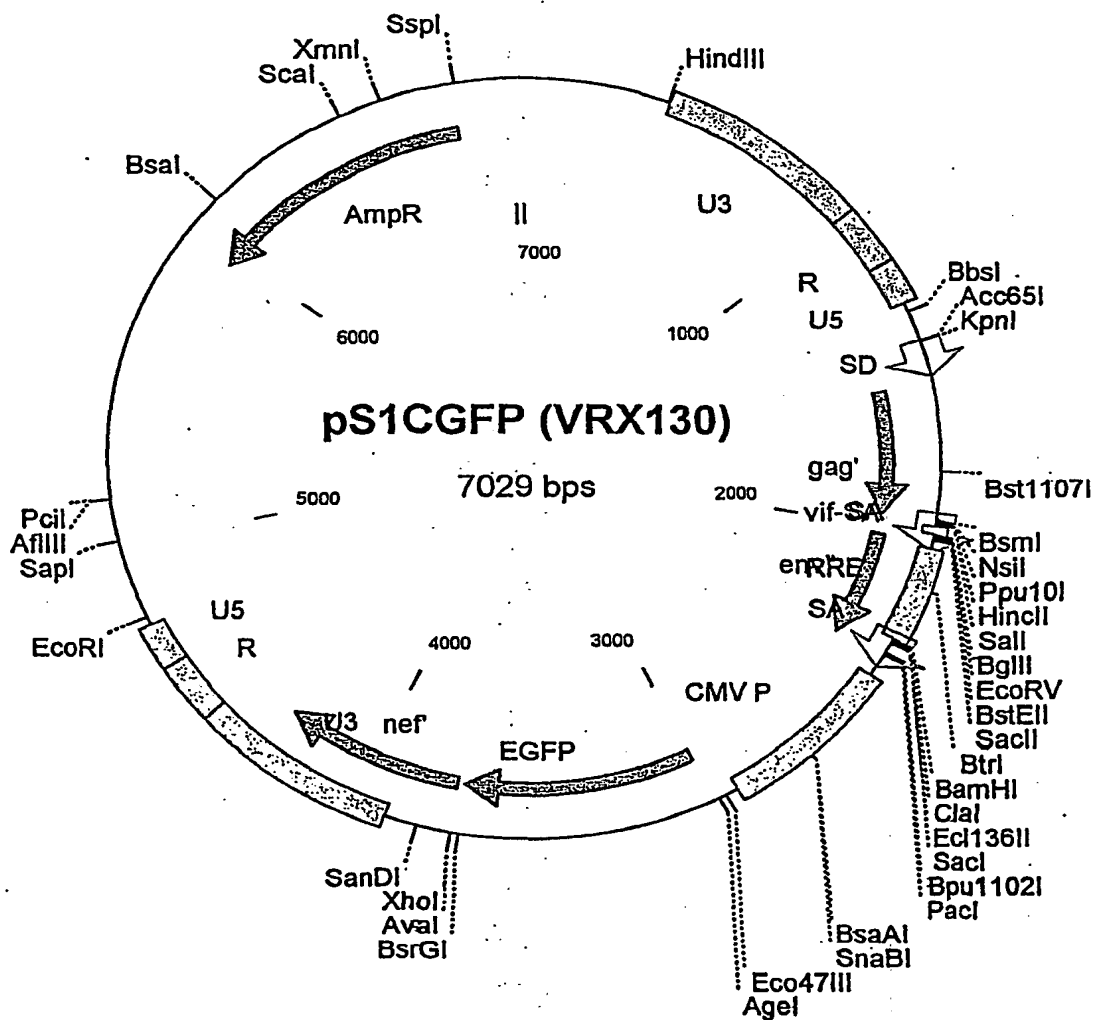 SspI
XmnI
ScaI
HindIII
BsaI
AmpR
II
U3
7000
R
BbsI
Acc65I
KpnI
U5
6000
1000
SD
pS1CGFP (VRX130)
7029 bps
gag'
5000
2000
Bst1107I
vif-SA
PciI
AflIII
SapI
BsmI
NsiI
Ppu10I
HincII
SalI
BglII
EcoRV
BstEII
SacII
BtrI
BamHI
ClaI
Ecl136II
SacI
Bpu1102I
PacI
RRE
SA
U5
R
EcoRI
4000
3000
CMV P
U3
nef'
EGFP
SanDI
XhoI
AvaI
BsrGI
BsaAI
SnaBI
Eco47III
AgeI